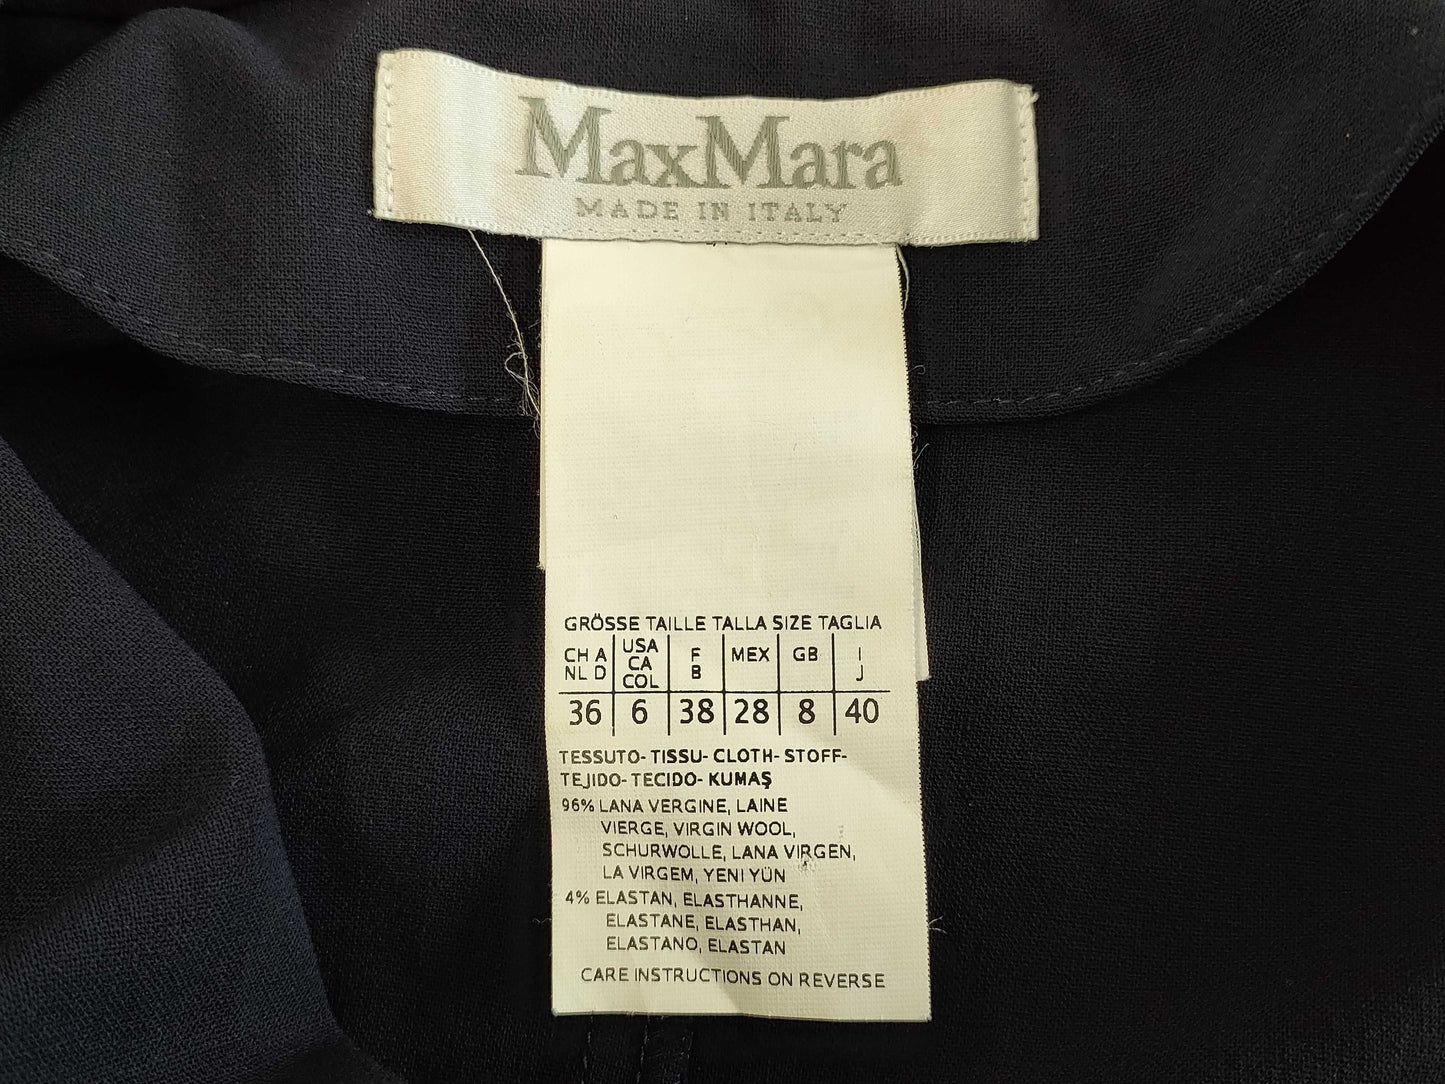 MaxMara
MADE IN ITALY
GRÖSSE TAILLE TALLA SIZE TAGLIA
CH A NL D USA CA COL F B MEX GB I J
36 6 38 28 8 40
TESSUTO- TISSU- CLOTH- STOFF-
TEJIDO- TECIDO- KUMAŞ
96% LANA VERGINE, LAINE
VIERGE, VIRGIN WOOL,
SCHURWOLLE, LANA VIRGEN,
LA VIRGEM, YENI YÜN
4% ELASTAN, ELASTHANNE,
ELASTANE, ELASTHAN,
ELASTANO, ELASTAN
CARE INSTRUCTIONS ON REVERSE